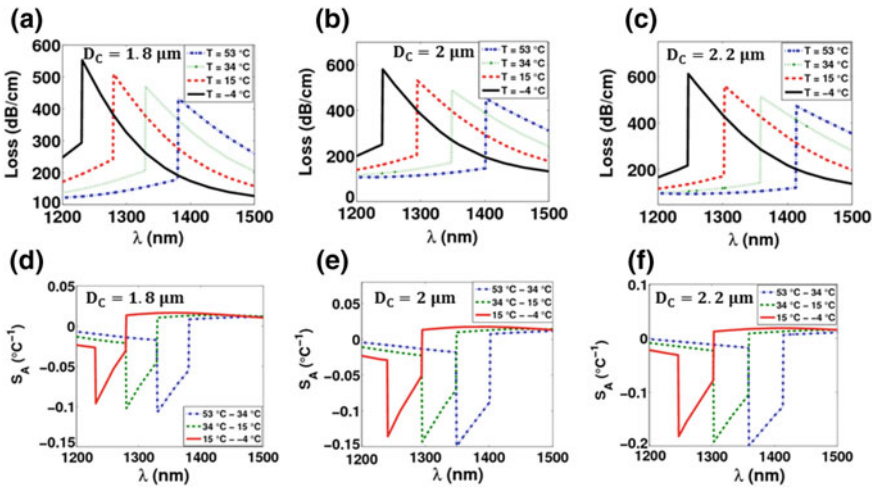 (a)
D_C = 1.8 μm
T = 53 °C
T = 34 °C
T = 15 °C
T = −4 °C
Loss (dB/cm)
600
500
400
300
200
100
1200 1300 1400 1500
λ (nm)
(b)
D_C = 2 μm
T = 53 °C
T = 34 °C
T = 15 °C
T = −4 °C
Loss (dB/cm)
600
400
200
0
1200 1300 1400 1500
λ (nm)
(c)
D_C = 2.2 μm
T = 53 °C
T = 34 °C
T = 15 °C
T = −4 °C
Loss (dB/cm)
600
400
200
1200 1300 1400 1500
λ (nm)
(d)
D_C = 1.8 μm
S_A (°C⁻¹)
0.05
0
−0.05
−0.1
−0.15
53 °C − 34 °C
34 °C − 15 °C
15 °C − −4 °C
1200 1300 1400 1500
λ (nm)
(e)
D_C = 2 μm
53 °C − 34 °C
34 °C − 15 °C
15 °C − −4 °C
S_A (°C⁻¹)
0.05
0
−0.05
−0.1
−0.15
1200 1300 1400 1500
λ (nm)
(f)
D_C = 2.2 μm
53 °C − 34 °C
34 °C − 15 °C
15 °C − −4 °C
S_A (°C⁻¹)
0.1
0
−0.1
−0.2
1200 1300 1400 1500
λ (nm)